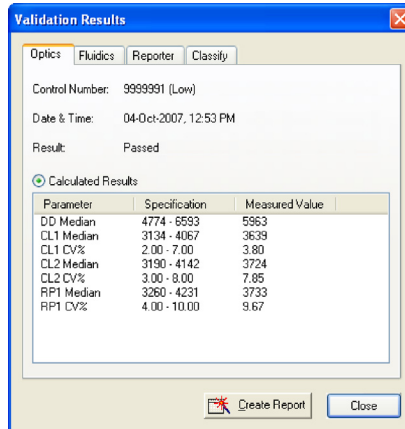 Validation Results
Optics Fluidics Reporter Classify
Control Number: 9999991 (Low)
Date & Time: 04-Oct-2007, 12:53 PM
Result: Passed
Calculated Results
Parameter Specification Measured Value
DD Median 4774 - 6593 5963
CL1 Median 3134 - 4067 3639
CL1 CV% 2.00 - 7.00 3.80
CL2 Median 3190 - 4142 3724
CL2 CV% 3.00 - 8.00 7.85
RP1 Median 3260 - 4231 3733
RP1 CV% 4.00 - 10.00 9.67
Create Report Close